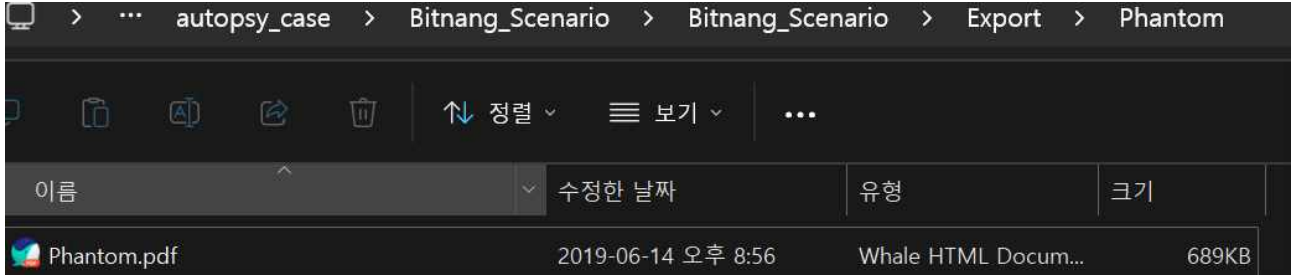 > ... autopsy_case > Bitnang_Scenario > Bitnang_Scenario > Export > Phantom
정렬 보기 ...
이름 수정한 날짜 유형 크기
Phantom.pdf 2019-06-14 오후 8:56 Whale HTML Docum... 689KB